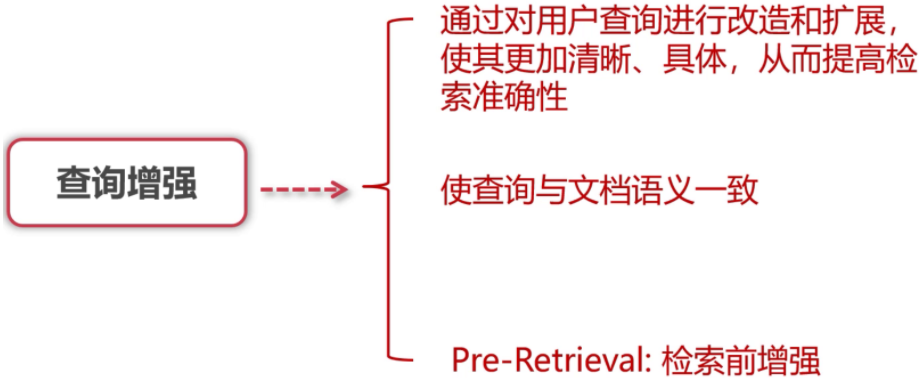 查询增强
通过对用户查询进行改造和扩展，
使其更加清晰、具体，从而提高检
索准确性
使查询与文档语义一致
Pre-Retrieval: 检索前增强